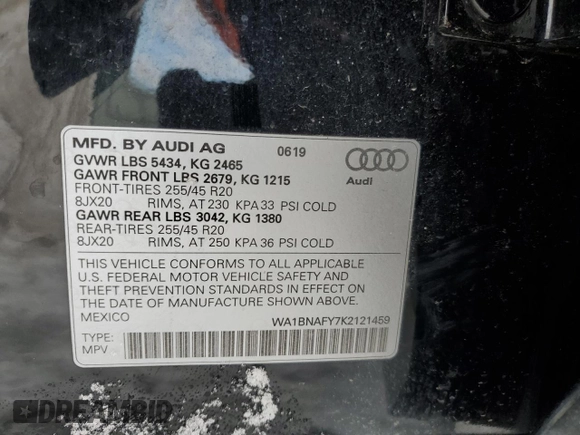 MFD. BY AUDI AG 0619
GVWR LBS 5434, KG 2465
GAWR FRONT LBS 2679, KG 1215
FRONT-TIRES 255/45 R20
8JX20 RIMS, AT 230 KPA 33 PSI COLD
GAWR REAR LBS 3042, KG 1380
REAR-TIRES 255/45 R20
8JX20 RIMS, AT 250 KPA 36 PSI COLD
Audi
THIS VEHICLE CONFORMS TO ALL APPLICABLE
U.S. FEDERAL MOTOR VEHICLE SAFETY AND
THEFT PREVENTION STANDARDS IN EFFECT ON
THE DATE OF MANUFACTURE SHOWN ABOVE.
MEXICO WA1BNAFY7K2121459
TYPE:
MPV
DREAMBID